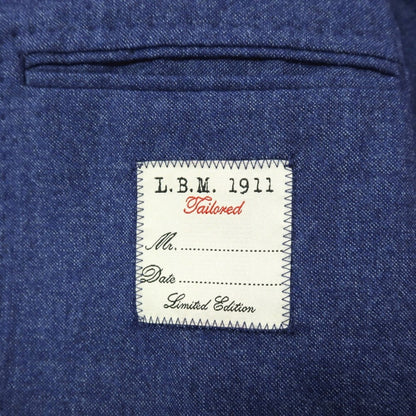 L.B.M. 1911
Tailored
Mr. ....................
Date ....................
Limited Edition